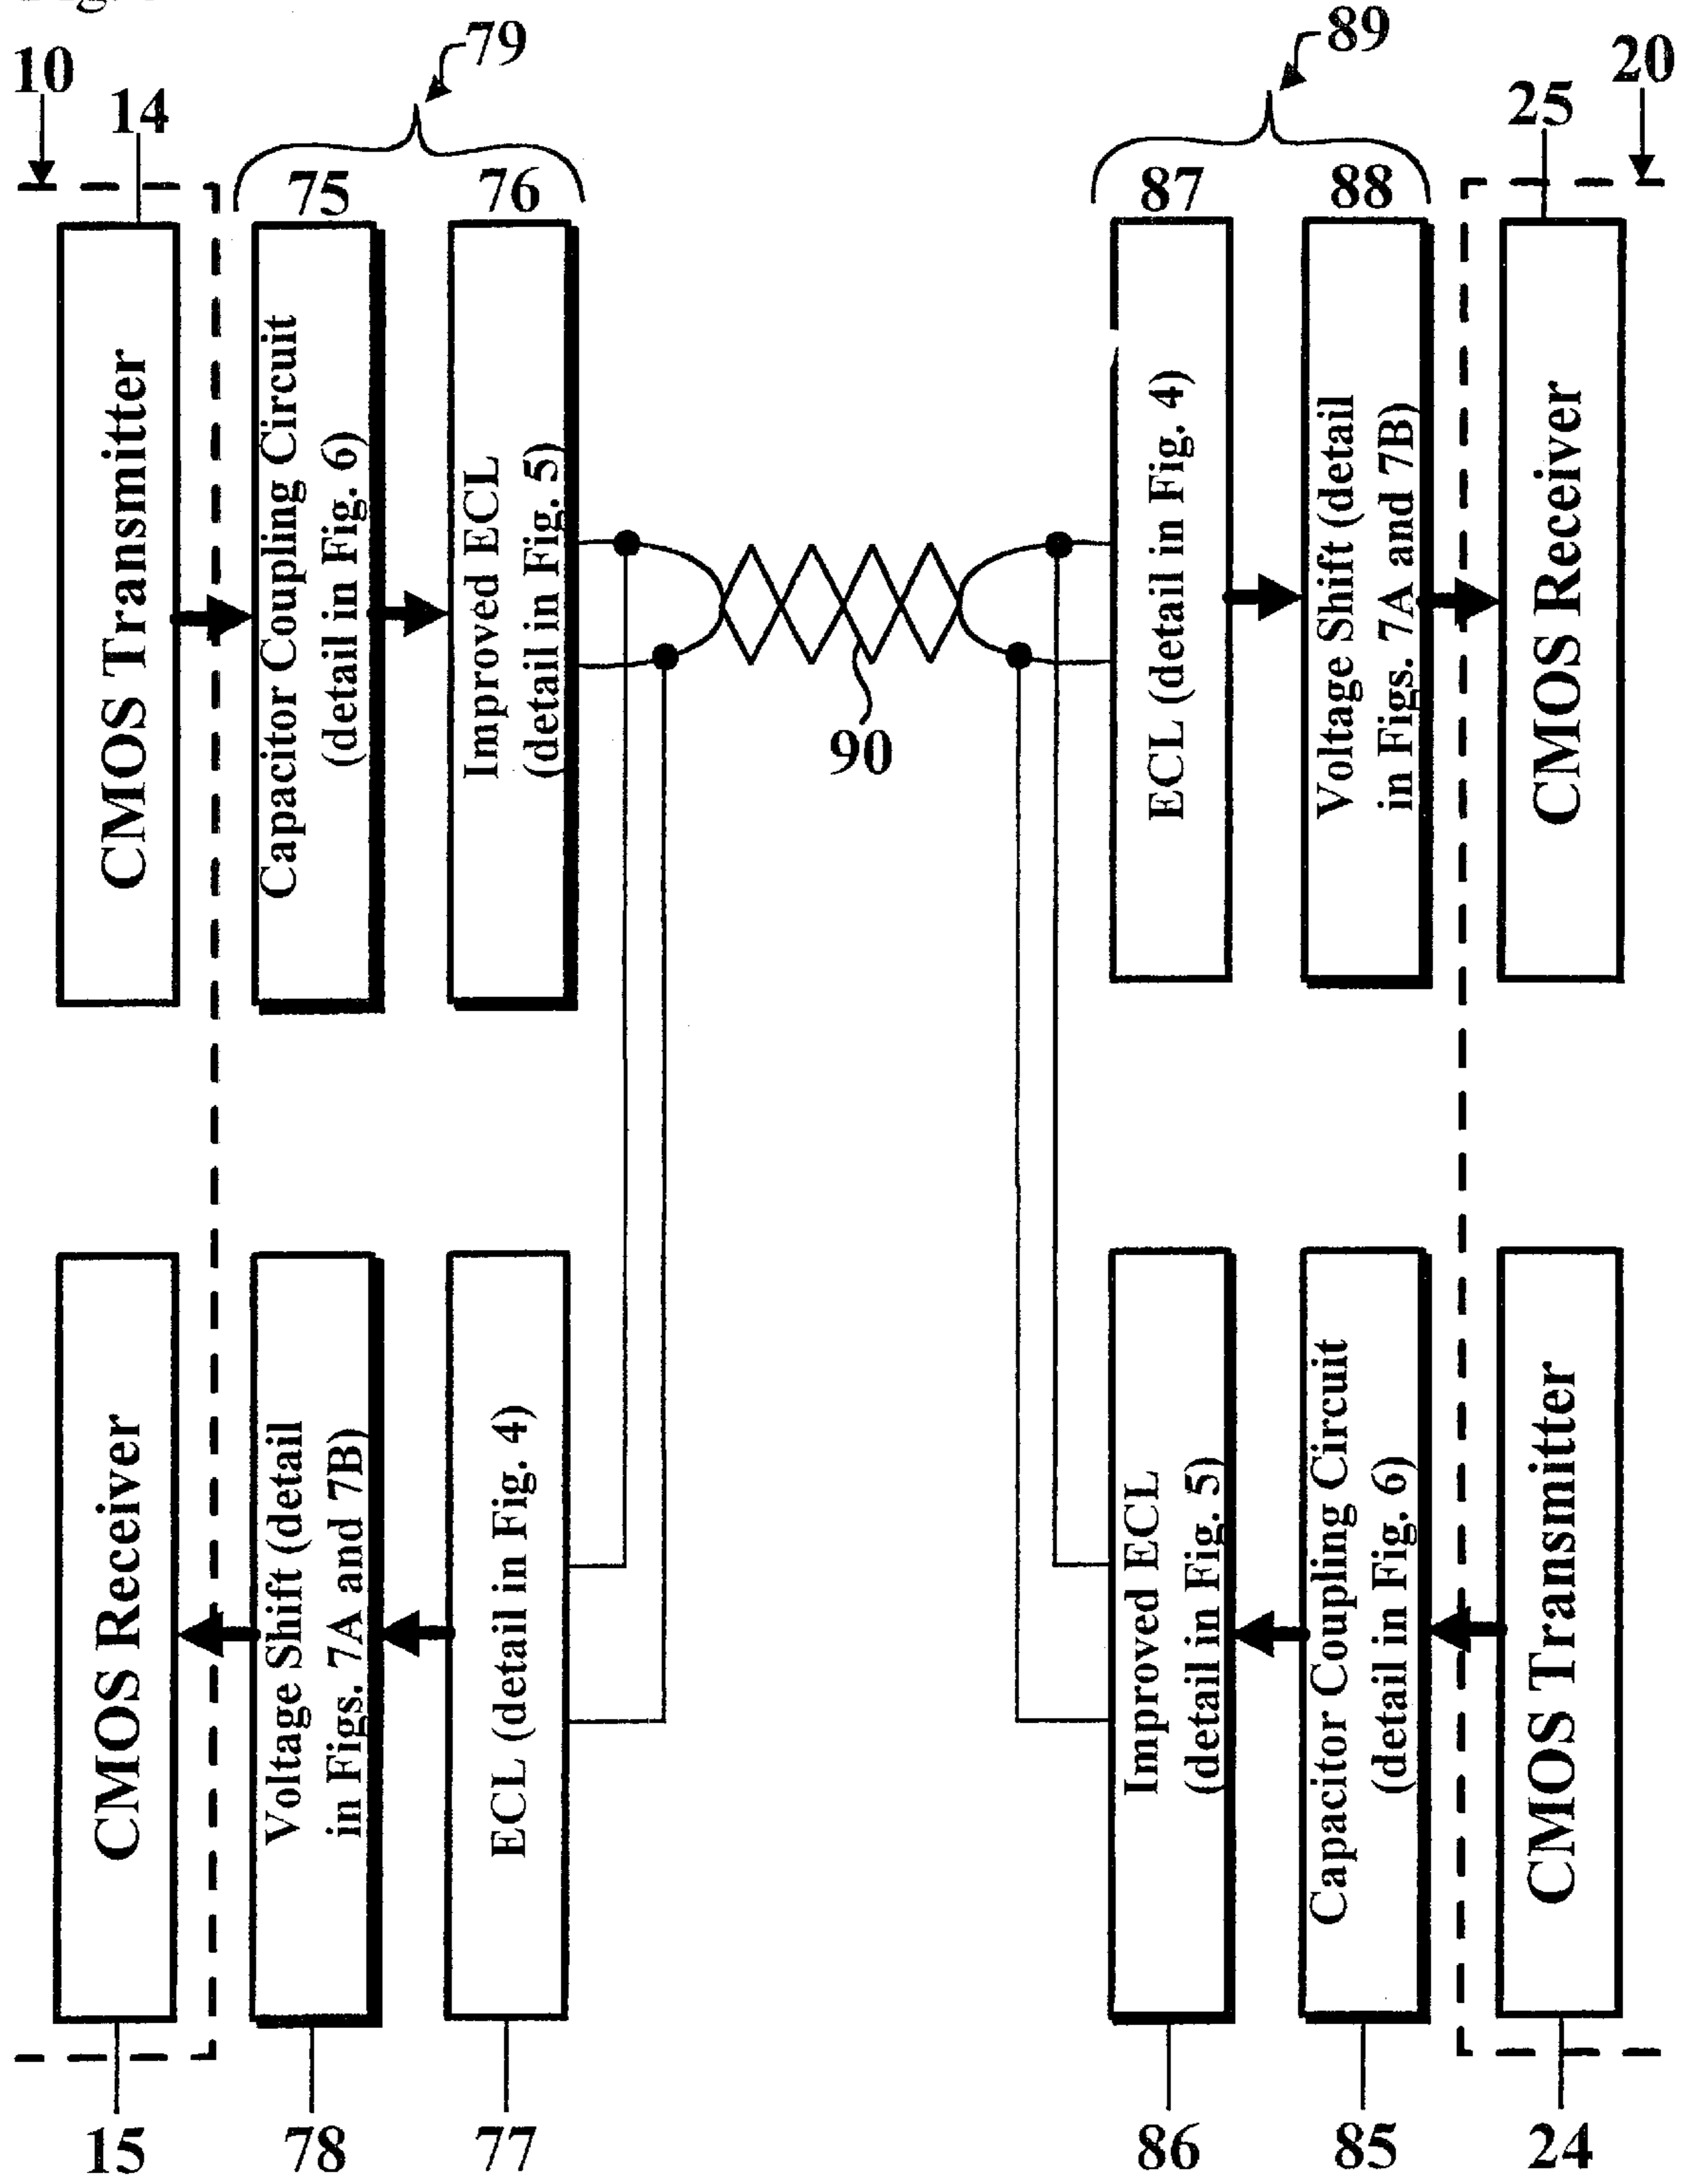 79
89
10
14
25
20
75
76
87
88
CMOS Transmitter
Capacitor Coupling Circuit
(detail in Fig. 6)
Improved ECL
(detail in Fig. 5)
ECL (detail in Fig. 4)
Voltage Shift (detail
in Figs. 7A and 7B)
CMOS Receiver
90
CMOS Receiver
Voltage Shift (detail
in Figs. 7A and 7B)
ECL (detail in Fig. 4)
Improved ECL
(detail in Fig. 5)
Capacitor Coupling Circuit
(detail in Fig. 6)
CMOS Transmitter
15
78
77
86
85
24